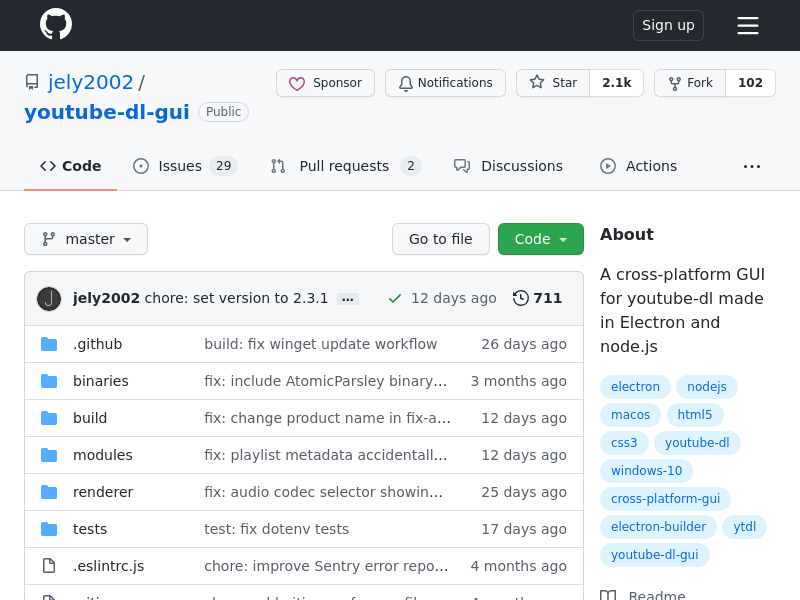 Sign up
jely2002 /
youtube-dl-gui Public
Sponsor
Notifications
Star 2.1k
Fork 102
Code
Issues 29
Pull requests 2
Discussions
Actions
master
Go to file
Code
jely2002 chore: set version to 2.3.1 … 12 days ago 711
.github build: fix winget update workflow 26 days ago
binaries fix: include AtomicParsley binary… 3 months ago
build fix: change product name in fix-a… 12 days ago
modules fix: playlist metadata accidentall… 12 days ago
renderer fix: audio codec selector showin… 25 days ago
tests test: fix dotenv tests 17 days ago
.eslintrc.js chore: improve Sentry error repo… 4 months ago
About
A cross-platform GUI
for youtube-dl made
in Electron and
node.js
electron nodejs
macos html5
css3 youtube-dl
windows-10
cross-platform-gui
electron-builder ytdl
youtube-dl-gui
Readme